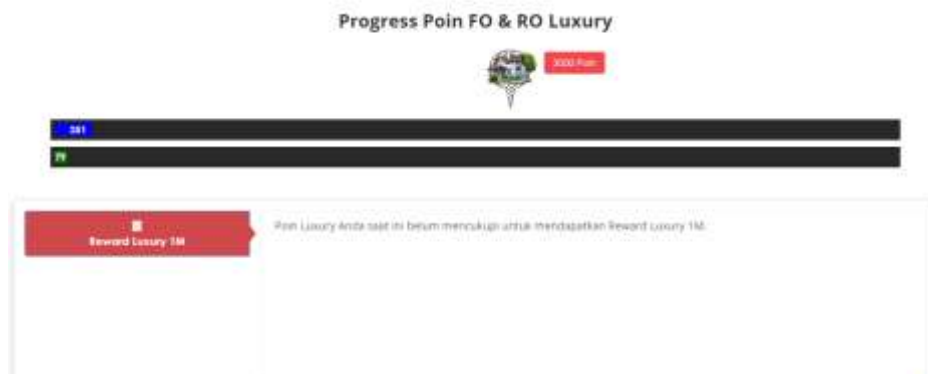 Progress Poin FO & RO Luxury
3000 Poin
381
Reward Luxury 1M
Poin Luxury Anda saat ini belum mencukupi untuk mendapatkan Reward Luxury 1M.